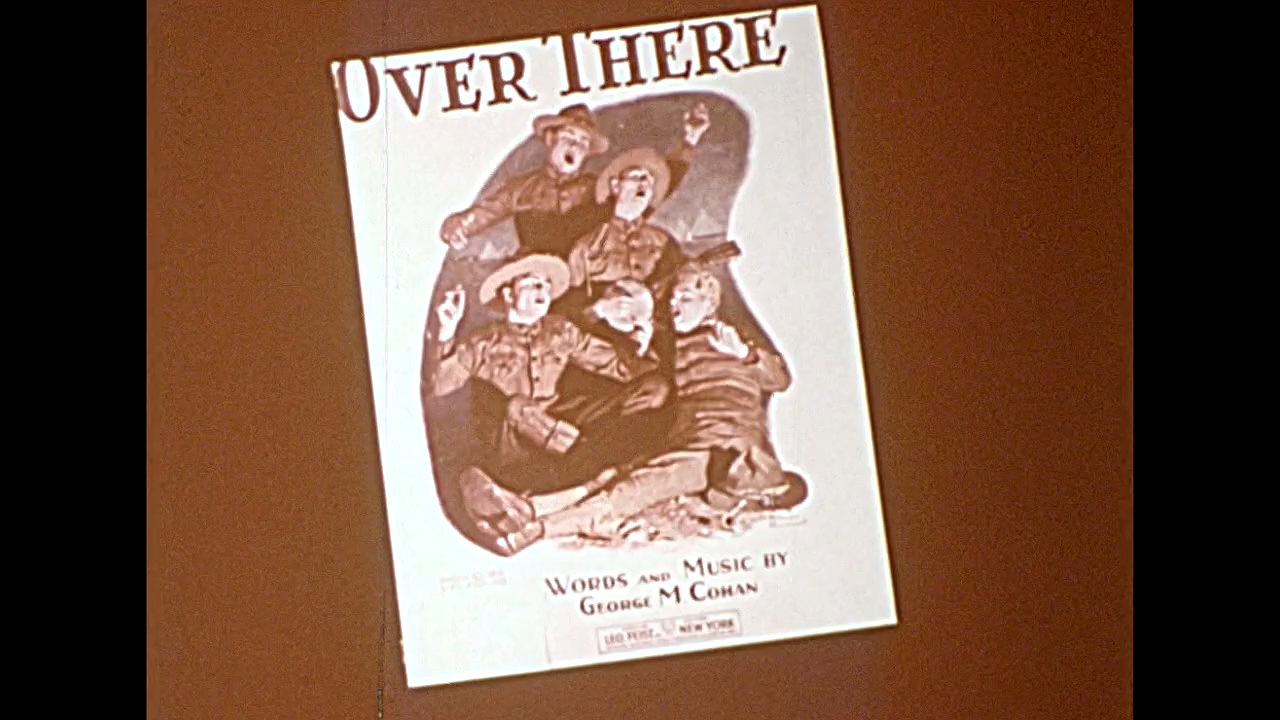 OVER THERE
WORDS AND MUSIC BY
GEORGE M COHAN
LEO. FEIST NEW YORK